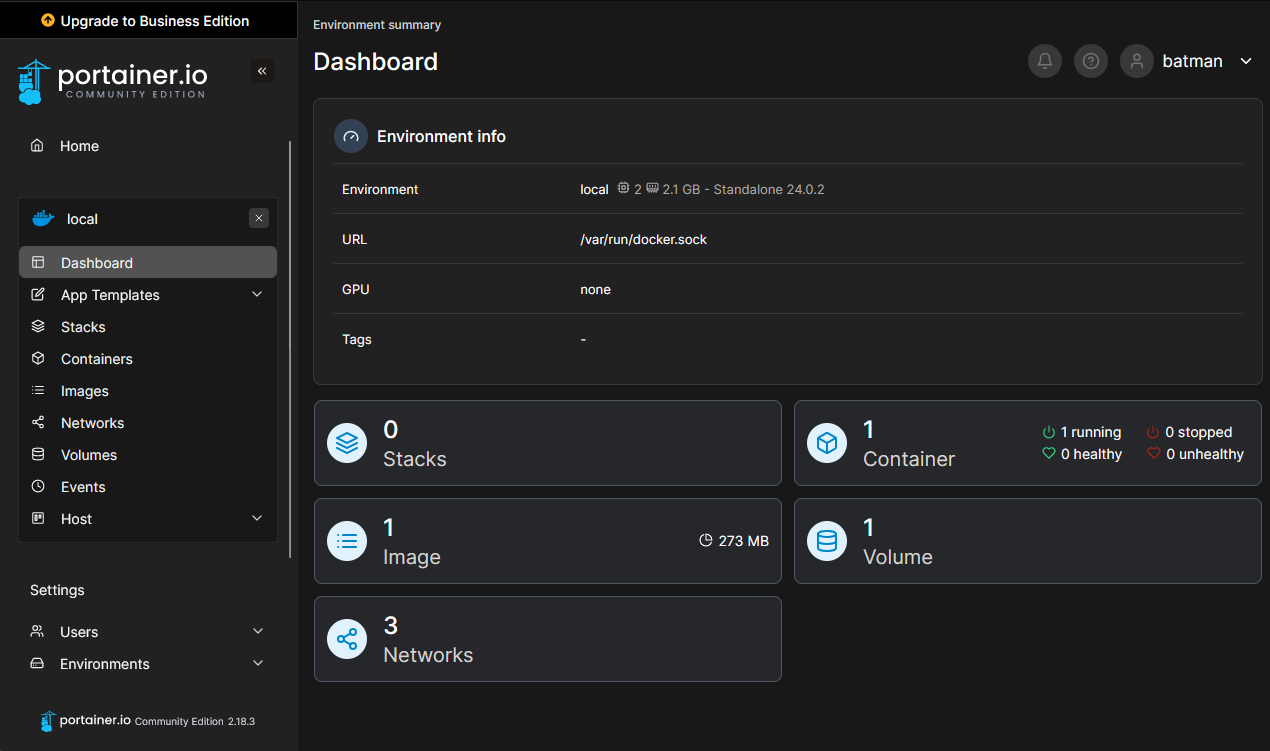 Upgrade to Business Edition
portainer.io
COMMUNITY EDITION
Home
local
Dashboard
App Templates
Stacks
Containers
Images
Networks
Volumes
Events
Host
Settings
Users
Environments
portainer.io Community Edition 2.18.3
Environment summary
Dashboard
batman
Environment info
Environment local 2 2.1 GB - Standalone 24.0.2
URL /var/run/docker.sock
GPU none
Tags -
0
Stacks
1
Container
1 running 0 stopped
0 healthy 0 unhealthy
1
Image
273 MB
1
Volume
3
Networks